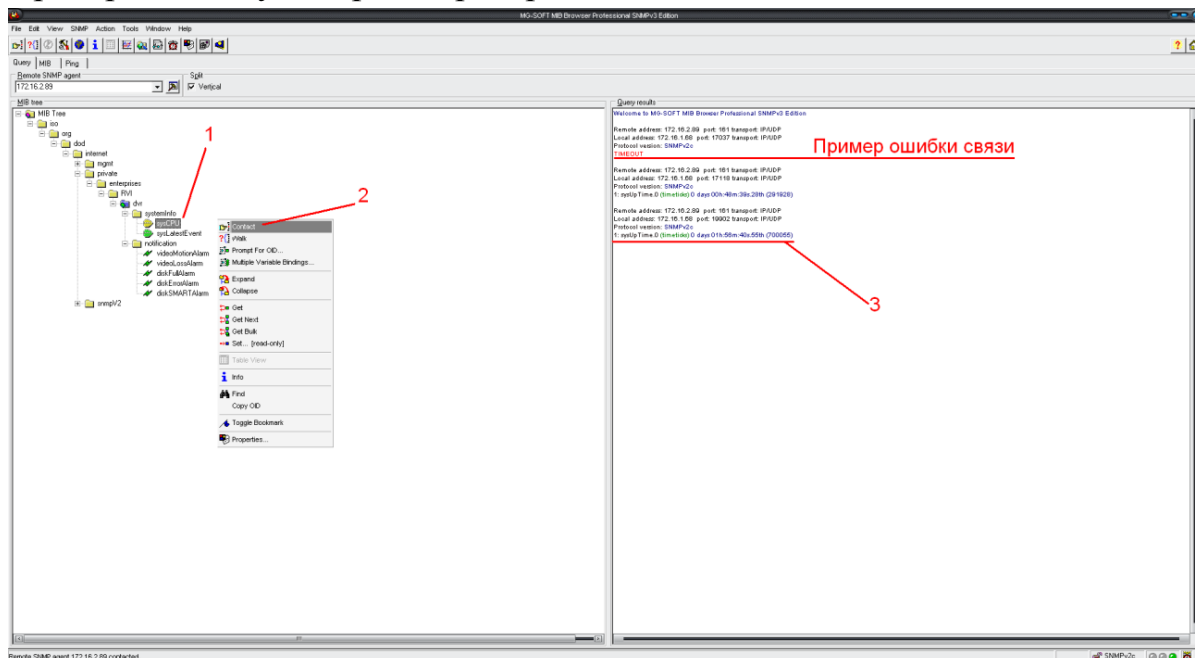 MG-SOFT MIB Browser Professional SNMPv3 Edition
File Edit View SNMP Action Tools Window Help
Query MIB Ping
Remote SNMP agent
Split
172.16.2.89
Vertical
MIB tree
MIB Tree
iso
org
dod
internet
mgmt
private
enterprises
RVI
dvr
systemInfo
sysCPU
sysLatestEvent
notification
videoMotionAlarm
videoLossAlarm
diskFullAlarm
diskErrorAlarm
diskSMARTAlarm
snmpV2
1
2
Contact
Walk
Prompt For OID...
Multiple Variable Bindings...
Expand
Collapse
Get
Get Next
Get Bulk
Set... [read-only]
Table View
Info
Find
Copy OID
Toggle Bookmark
Properties...
Query results
Welcome to MG-SOFT MIB Browser Professional SNMPv3 Edition
Remote address: 172.16.2.89 port: 161 transport: IP/UDP
Local address: 172.16.1.68 port: 17037 transport: IP/UDP
Protocol version: SNMPv2c
TIMEOUT
Пример ошибки связи
Remote address: 172.16.2.89 port: 161 transport: IP/UDP
Local address: 172.16.1.68 port: 17118 transport: IP/UDP
Protocol version: SNMPv2c
1: sysUpTime.0 (timeticks) 0 days 00h:48m:39s.28th (291928)
Remote address: 172.16.2.89 port: 161 transport: IP/UDP
Local address: 172.16.1.68 port: 19902 transport: IP/UDP
Protocol version: SNMPv2c
1: sysUpTime.0 (timeticks) 0 days 01h:56m:40s.55th (700055)
3
Remote SNMP agent 172.16.2.89 contacted
SNMPv2c